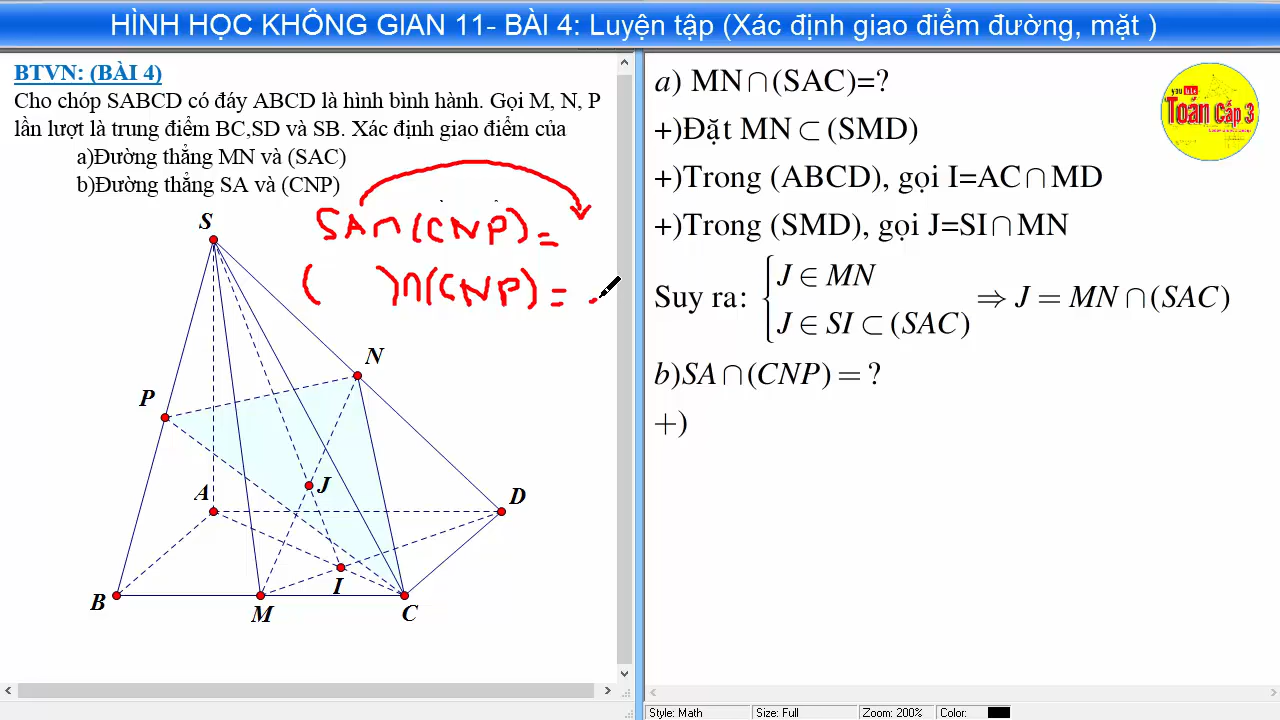 HÌNH HỌC KHÔNG GIAN 11- BÀI 4: Luyện tập (Xác định giao điểm đường, mặt )
BTVN: (BÀI 4)
Cho chóp SABCD có đáy ABCD là hình bình hành. Gọi M, N, P
lần lượt là trung điểm BC,SD và SB. Xác định giao điểm của
a)Đường thẳng MN và (SAC)
b)Đường thẳng SA và (CNP)
SA∩(CNP)=
( )∩(CNP)=
S
N
P
J
A
D
I
B
M
C
a) MN∩(SAC)=?
+)Đặt MN⊂(SMD)
+)Trong (ABCD), gọi I=AC∩MD
+)Trong (SMD), gọi J=SI∩MN
Suy ra: { J∈MN
J∈SI⊂(SAC) ⇒ J=MN∩(SAC)
b)SA∩(CNP)=?
+)
You
Toán Cấp 3
Style: Math Size: Full Zoom: 200% Color: